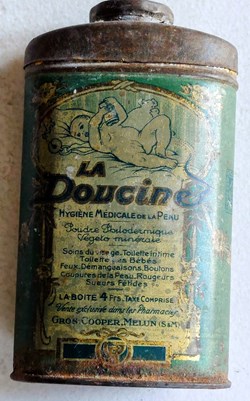 LA
Doucine
HYGIÈNE MÉDICALE DE LA PEAU
Poudre
Végéto minérale
Soins du visage, Toilette Intime
Toilette des Bébés
Feux, Démangeaisons, Boutons
Coupures de la Peau, Rougeurs
Sueurs Fétides
LA BOITE 4 FRS. TAXE COMPRISE
Vente exclusive dans les Pharmacies
GROS: COOPER, MELUN (S&M)